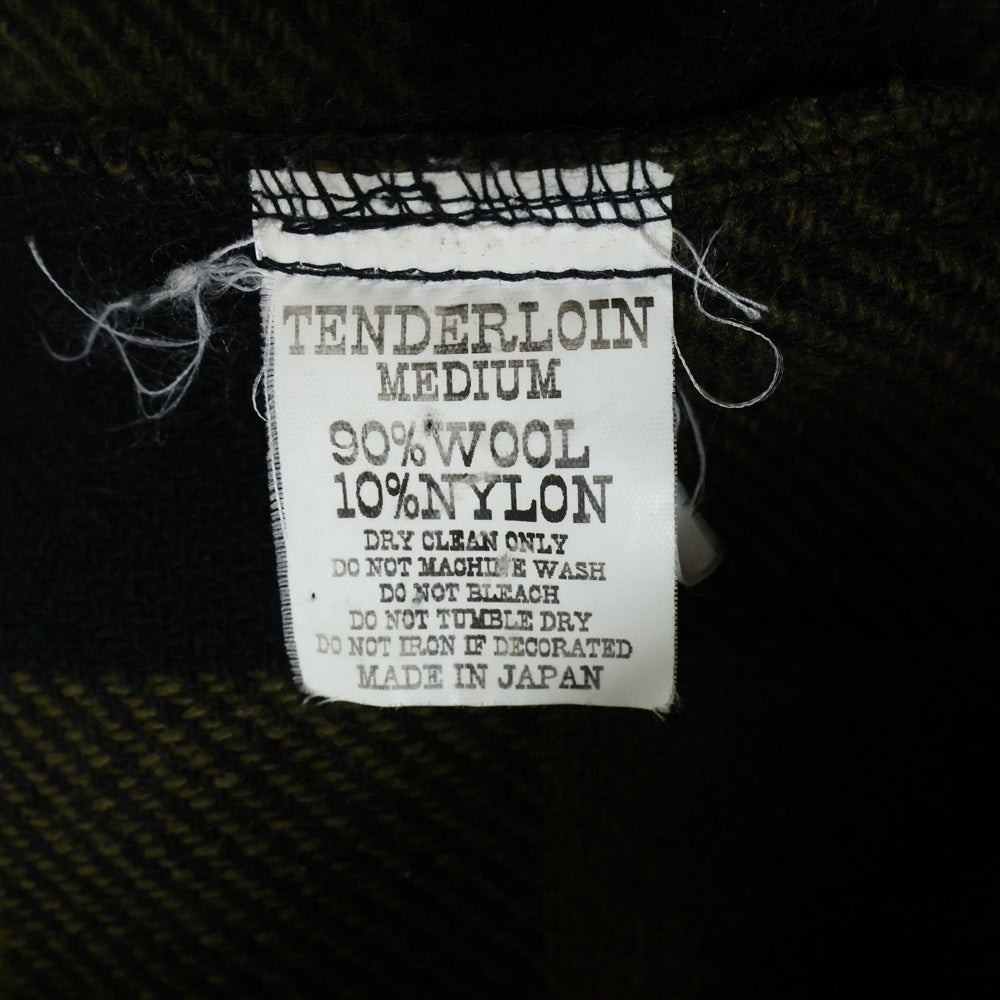 TENDERLOIN
MEDIUM
90%WOOL
10%NYLON
DRY CLEAN ONLY
DO NOT MACHINE WASH
DO NOT BLEACH
DO NOT TUMBLE DRY
DO NOT IRON IF DECORATED
MADE IN JAPAN